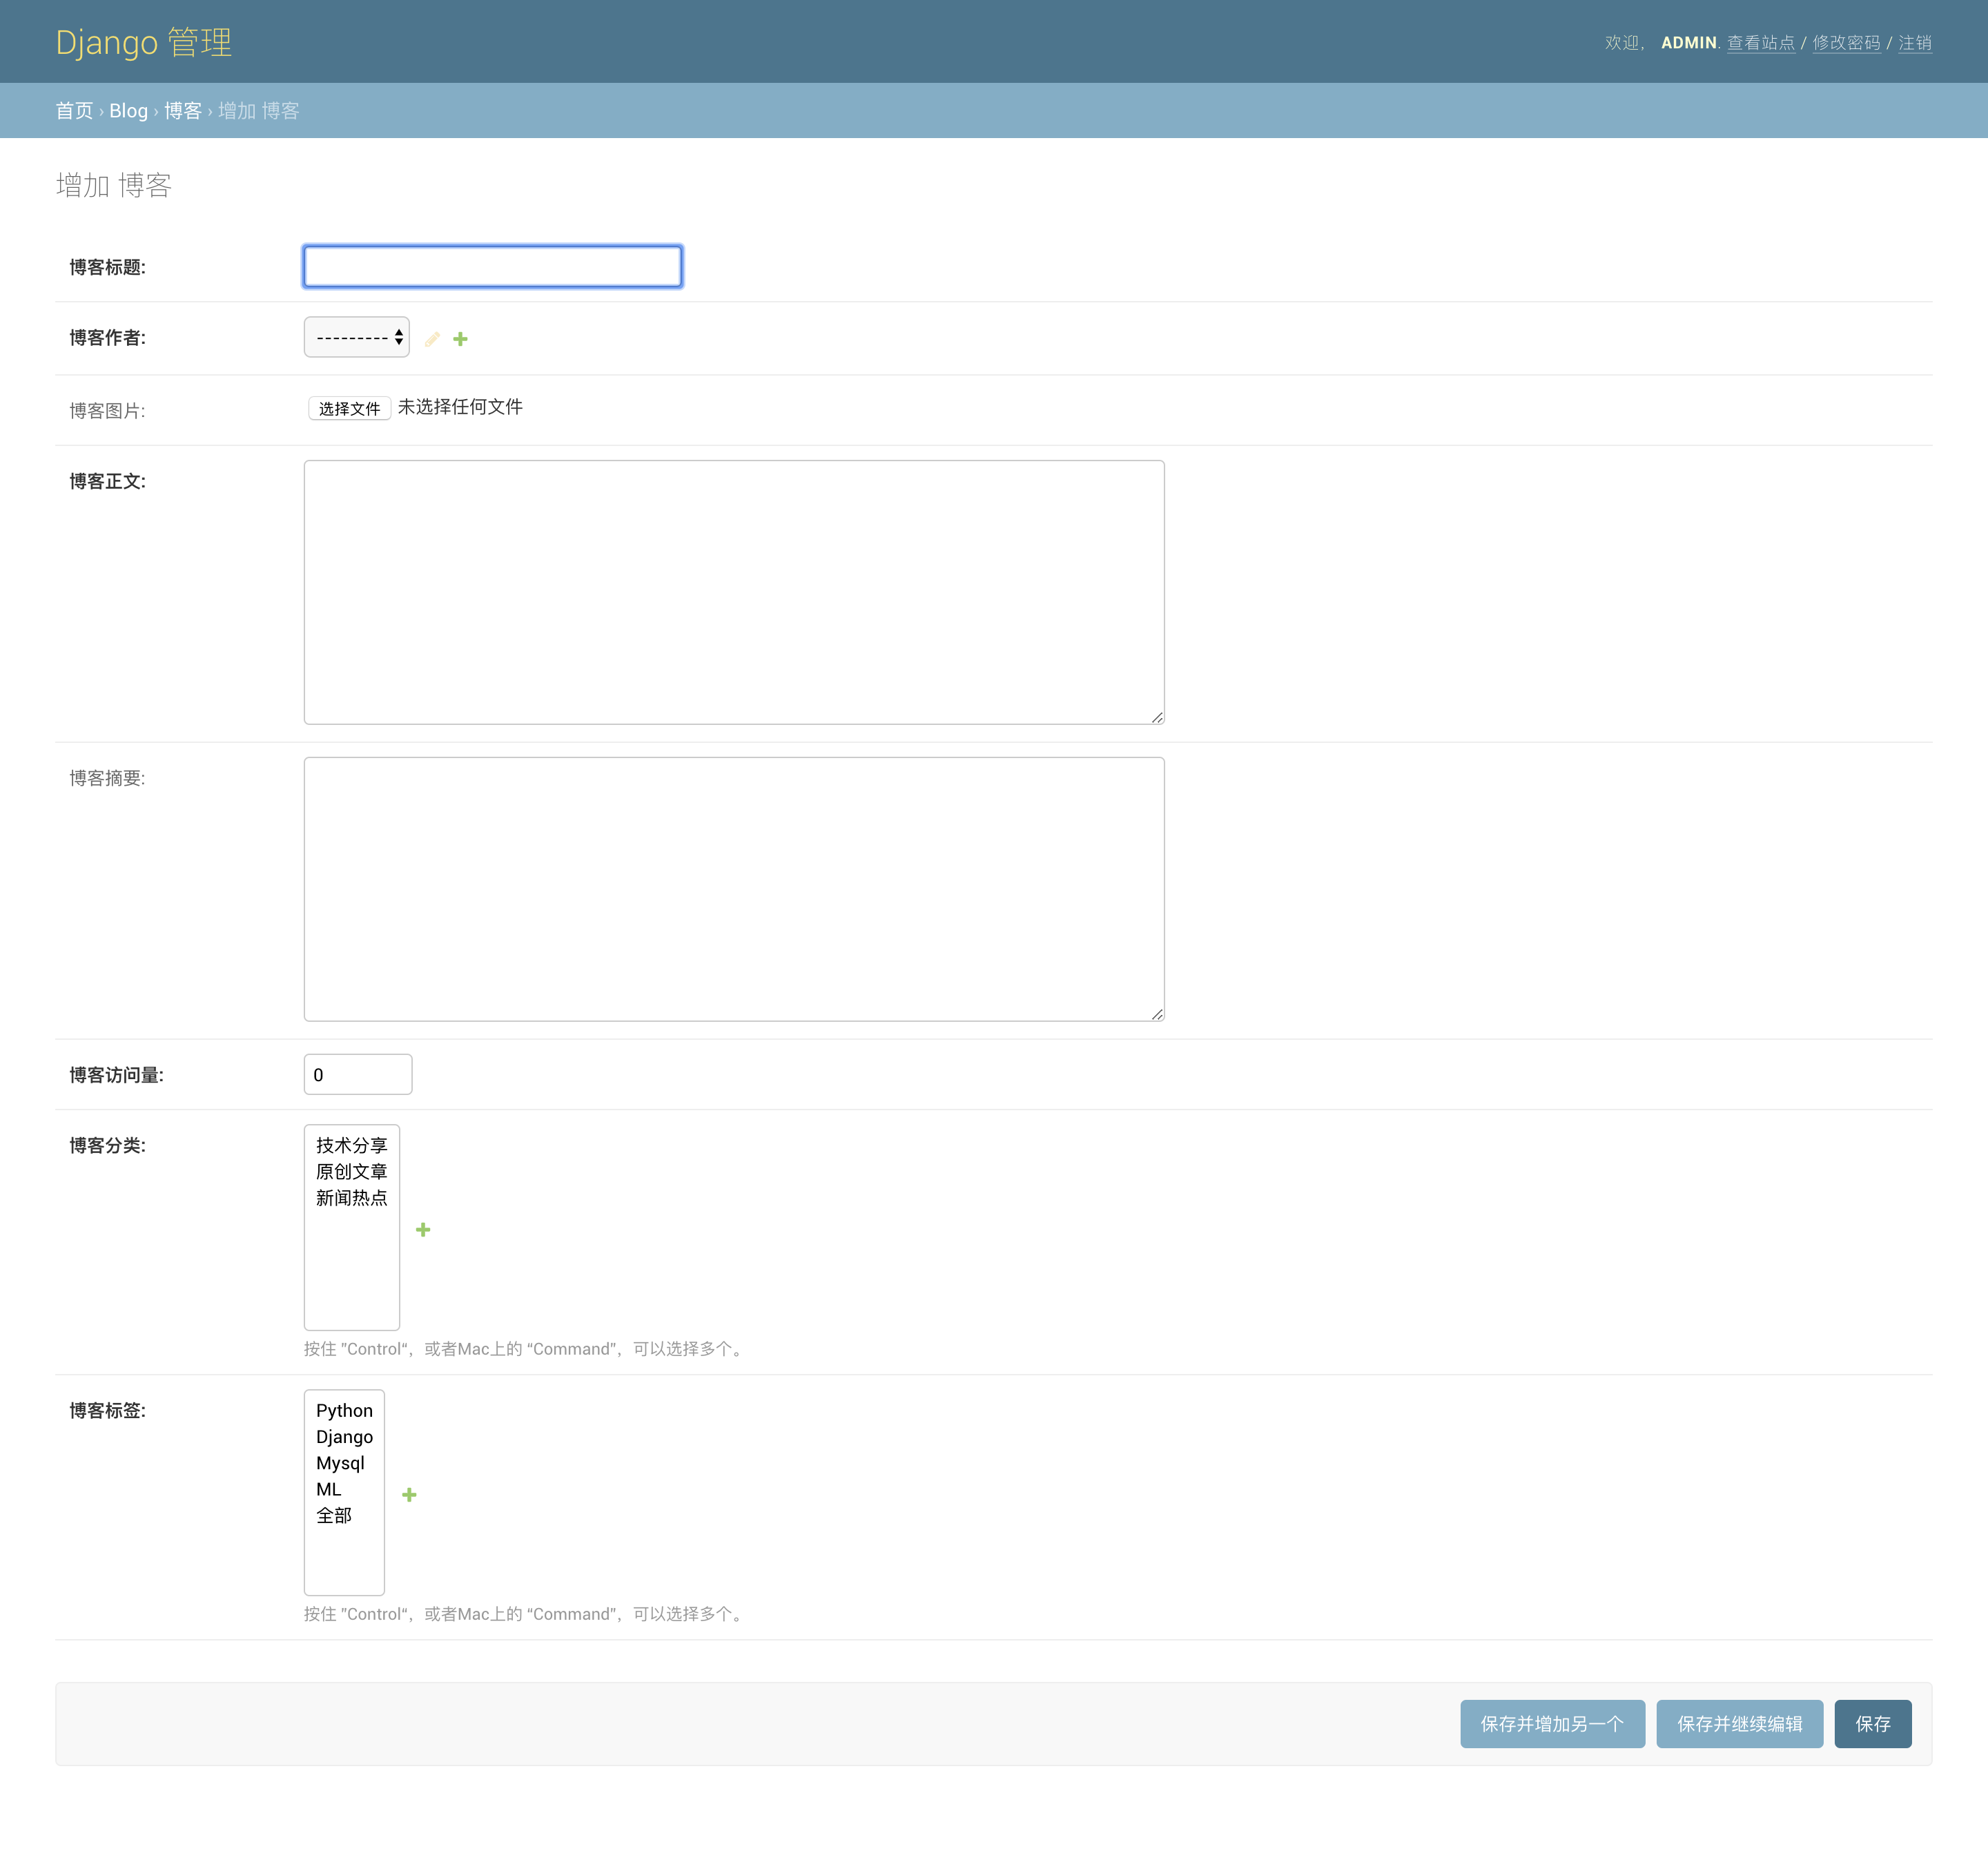 Django 管理
欢迎， ADMIN. 查看站点 / 修改密码 / 注销
首页 › Blog › 博客 › 增加 博客
增加 博客
博客标题:
博客作者: ---------
博客图片: 选择文件 未选择任何文件
博客正文:
博客摘要:
博客访问量: 0
博客分类:
技术分享
原创文章
新闻热点
按住 ”Control“，或者Mac上的 “Command”，可以选择多个。
博客标签:
Python
Django
Mysql
ML
全部
按住 ”Control“，或者Mac上的 “Command”，可以选择多个。
保存并增加另一个 保存并继续编辑 保存